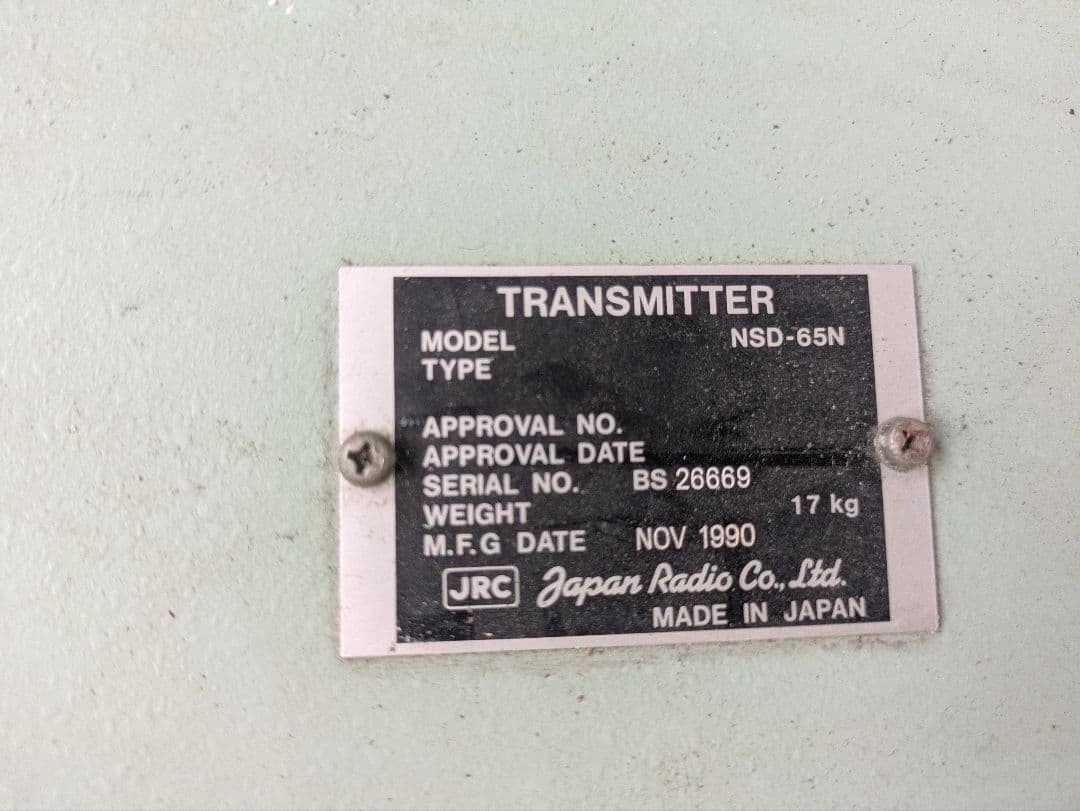 TRANSMITTER
MODEL NSD-65N
TYPE
APPROVAL NO.
APPROVAL DATE
SERIAL NO. BS 26669
WEIGHT 17 kg
M.F.G DATE NOV 1990
JRC Japan Radio Co., Ltd.
MADE IN JAPAN